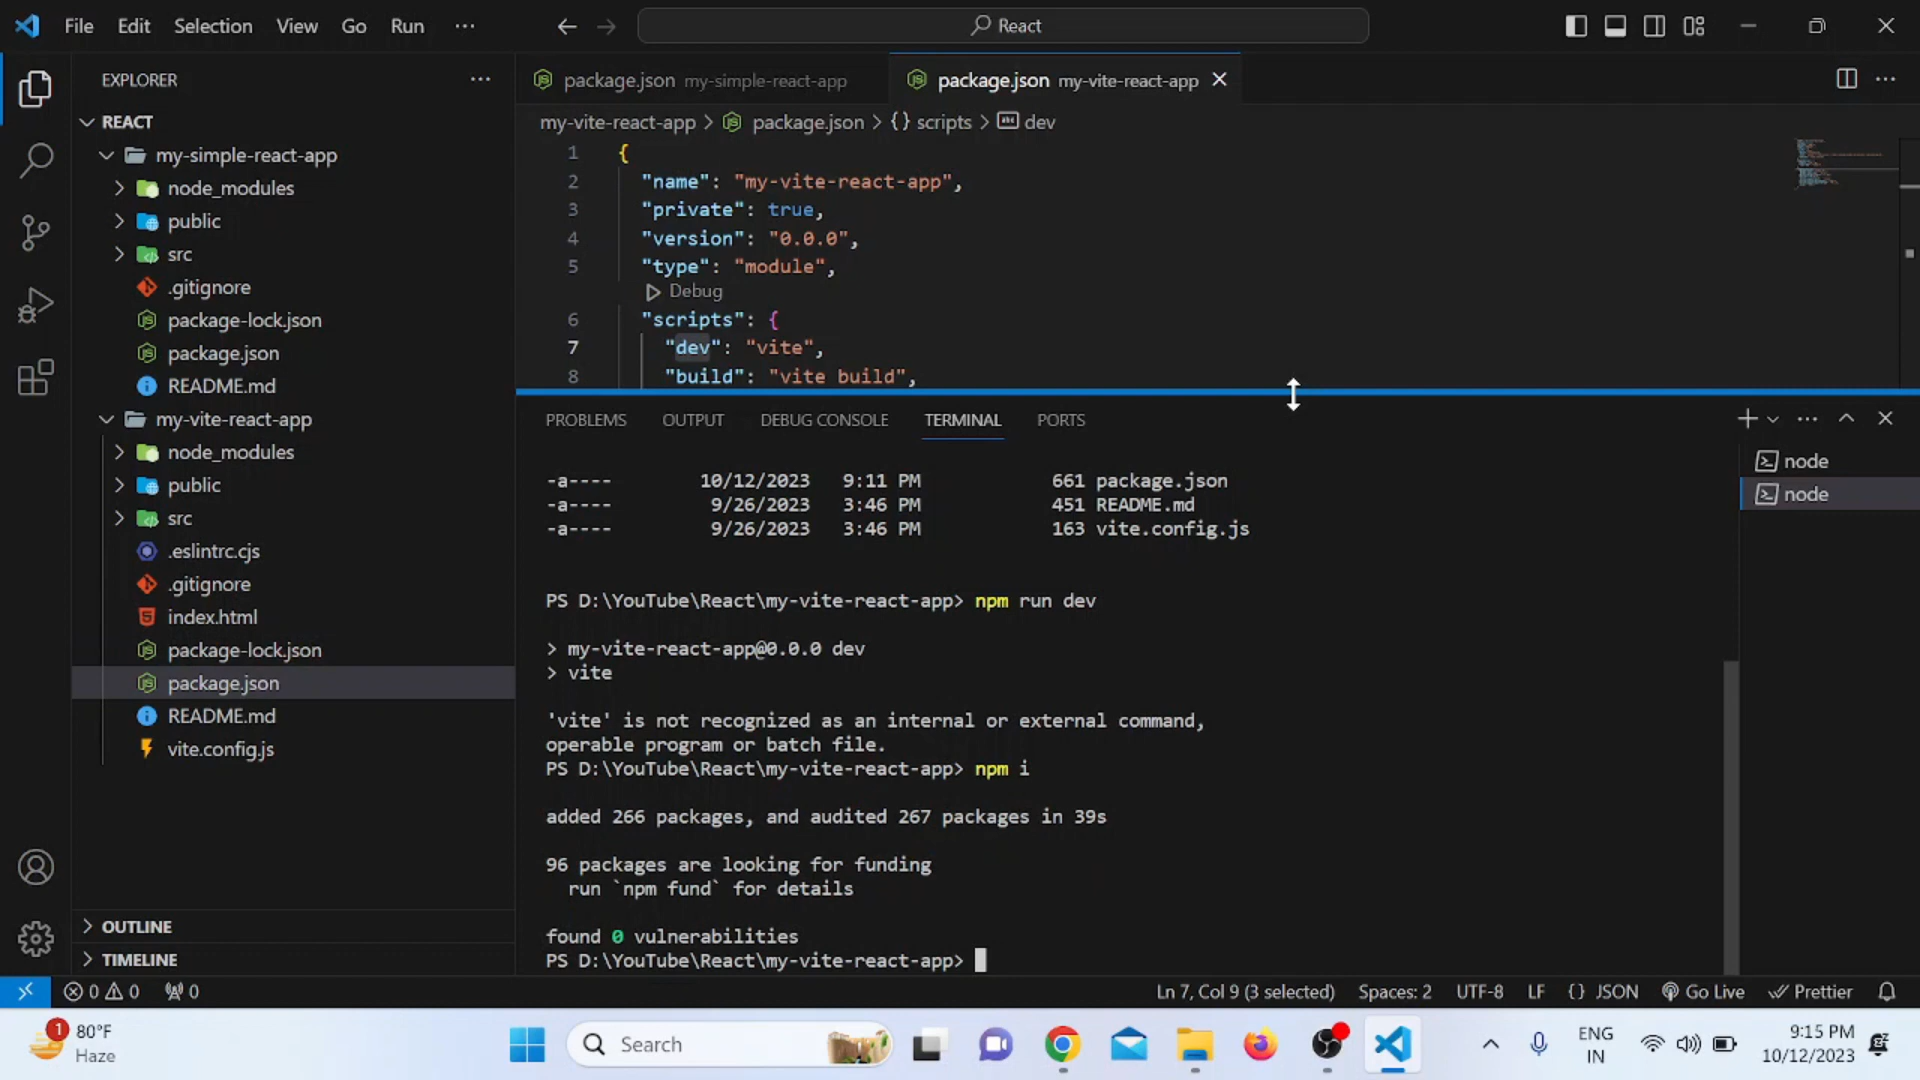 File Edit Selection View Go Run ··· React
EXPLORER
REACT
my-simple-react-app
node_modules
public
src
.gitignore
package-lock.json
package.json
README.md
my-vite-react-app
node_modules
public
src
.eslintrc.cjs
.gitignore
index.html
package-lock.json
package.json
README.md
vite.config.js
OUTLINE
TIMELINE
package.json my-simple-react-app
package.json my-vite-react-app
my-vite-react-app > package.json > {} scripts > dev
1 {
2 "name": "my-vite-react-app",
3 "private": true,
4 "version": "0.0.0",
5 "type": "module",
Debug
6 "scripts": {
7 "dev": "vite",
8 "build": "vite build",
PROBLEMS OUTPUT DEBUG CONSOLE TERMINAL PORTS
node
node
-a---- 10/12/2023 9:11 PM 661 package.json
-a---- 9/26/2023 3:46 PM 451 README.md
-a---- 9/26/2023 3:46 PM 163 vite.config.js
PS D:\YouTube\React\my-vite-react-app> npm run dev
> my-vite-react-app@0.0.0 dev
> vite
'vite' is not recognized as an internal or external command,
operable program or batch file.
PS D:\YouTube\React\my-vite-react-app> npm i
added 266 packages, and audited 267 packages in 39s
96 packages are looking for funding
run `npm fund` for details
found 0 vulnerabilities
PS D:\YouTube\React\my-vite-react-app>
0 0 0 Ln 7, Col 9 (3 selected) Spaces: 2 UTF-8 LF {} JSON Go Live Prettier
1 80°F
Haze
Search
ENG
IN
9:15 PM
10/12/2023